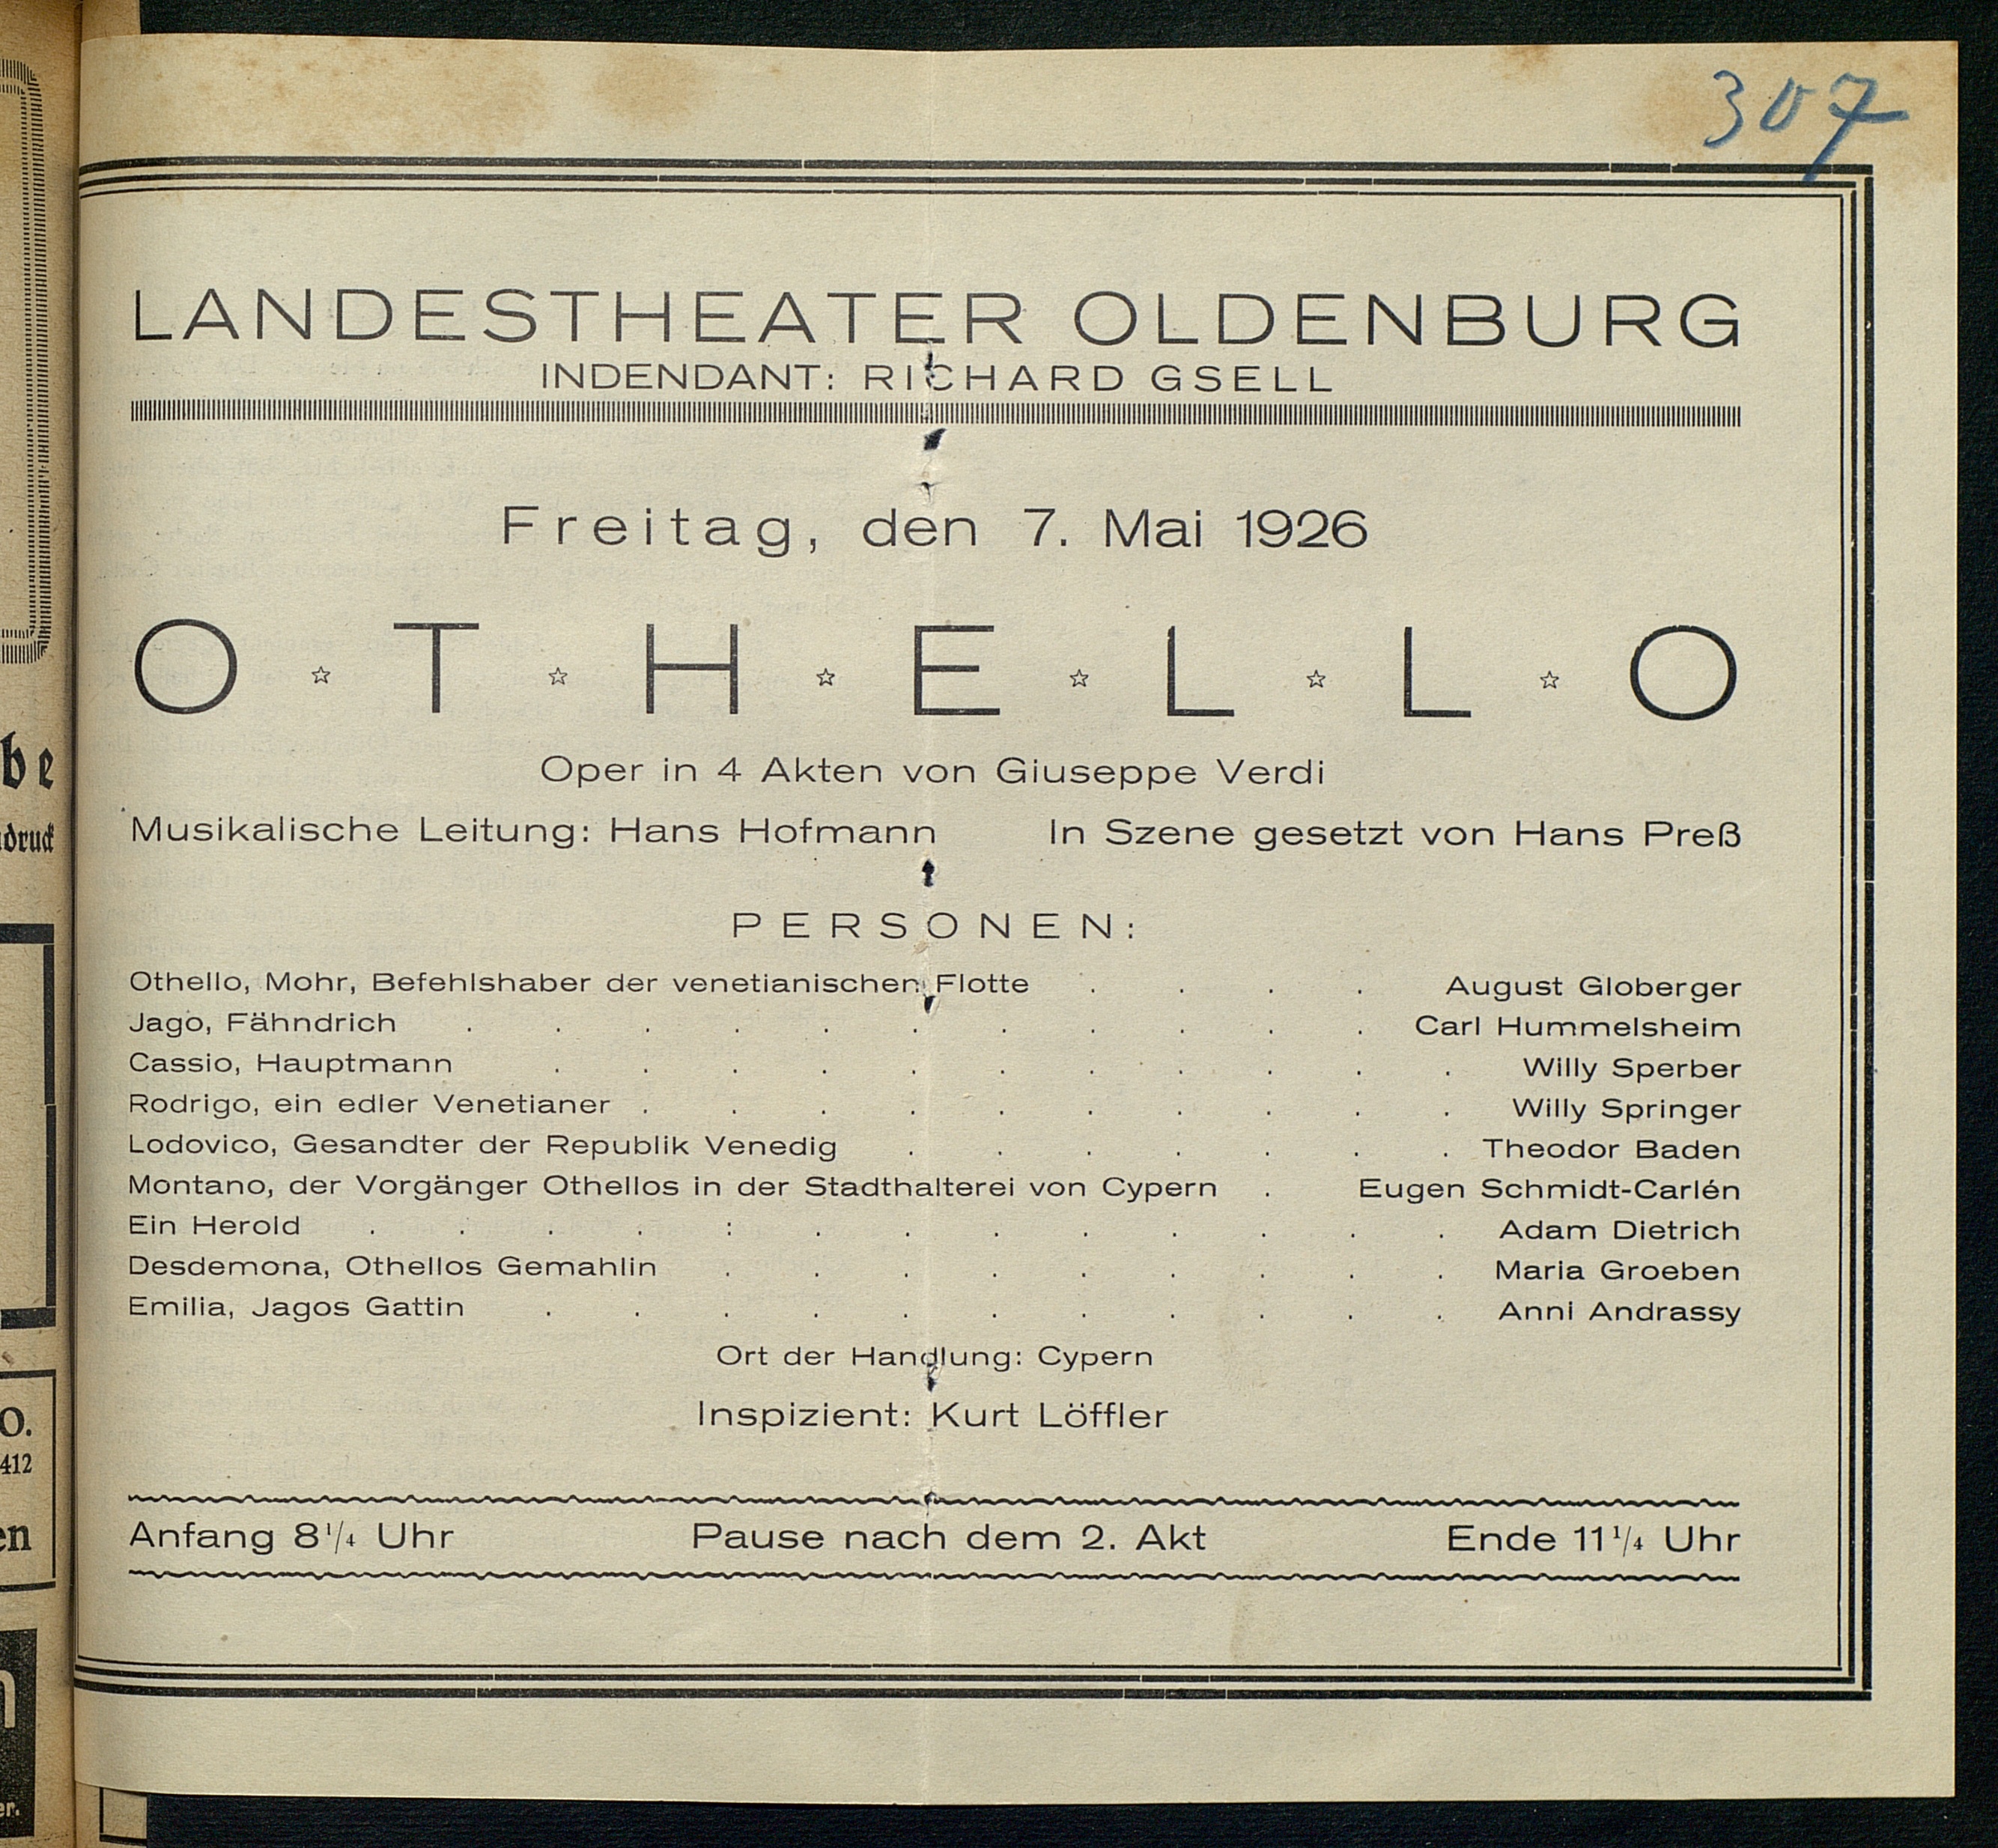 307
LANDESTHEATER OLDENBURG
INDENDANT: RICHARD GSELL
Freitag, den 7. Mai 1926
O ☆ T ☆ H ☆ E ☆ L ☆ L ☆ O
Oper in 4 Akten von Giuseppe Verdi
Musikalische Leitung: Hans Hofmann In Szene gesetzt von Hans Preß
PERSONEN:
Othello, Mohr, Befehlshaber der venetianischen Flotte . . . . August Globerger
Jago, Fähndrich . . . . . . . . . . . Carl Hummelsheim
Cassio, Hauptmann . . . . . . . . . . . Willy Sperber
Rodrigo, ein edler Venetianer . . . . . . . . . . Willy Springer
Lodovico, Gesandter der Republik Venedig . . . . . . . Theodor Baden
Montano, der Vorgänger Othellos in der Stadthalterei von Cypern . Eugen Schmidt-Carlén
Ein Herold . . . . : . . . . . . . . Adam Dietrich
Desdemona, Othellos Gemahlin . . . . . . . . . Maria Groeben
Emilia, Jagos Gattin . . . . . . . . . . . Anni Andrassy
Ort der Handlung: Cypern
Inspizient: Kurt Löffler
Anfang 8¼ Uhr Pause nach dem 2. Akt Ende 11¼ Uhr
be
druck
O.
412
en
n
er.